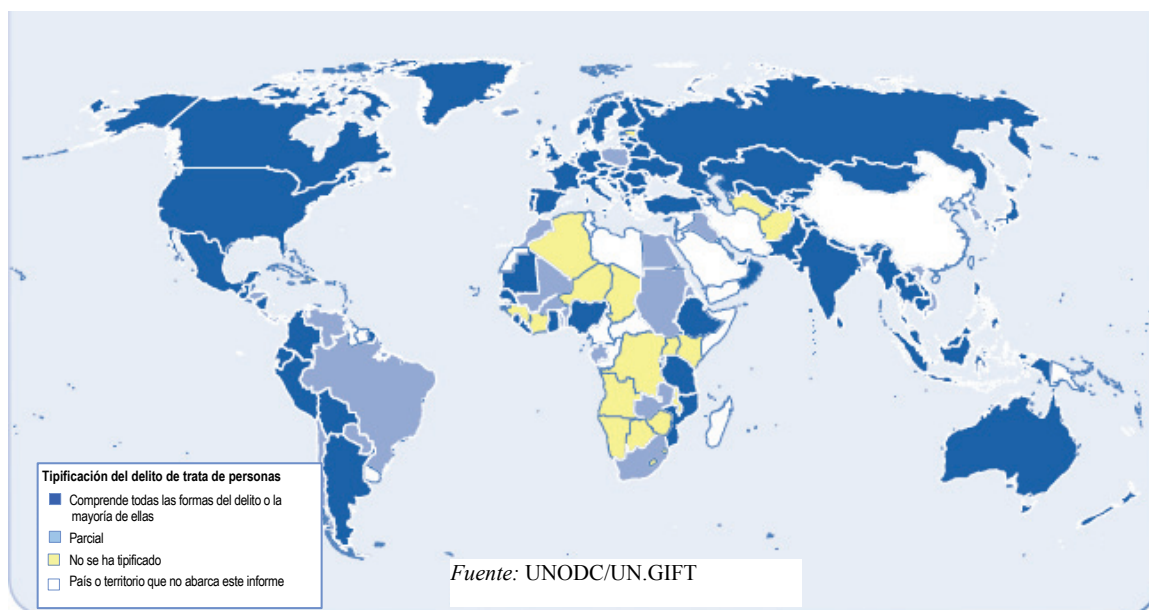 Tipificación del delito de trata de personas
Comprende todas las formas del delito o la
mayoría de ellas
Parcial
No se ha tipificado
País o territorio que no abarca este informe
Fuente: UNODC/UN.GIFT